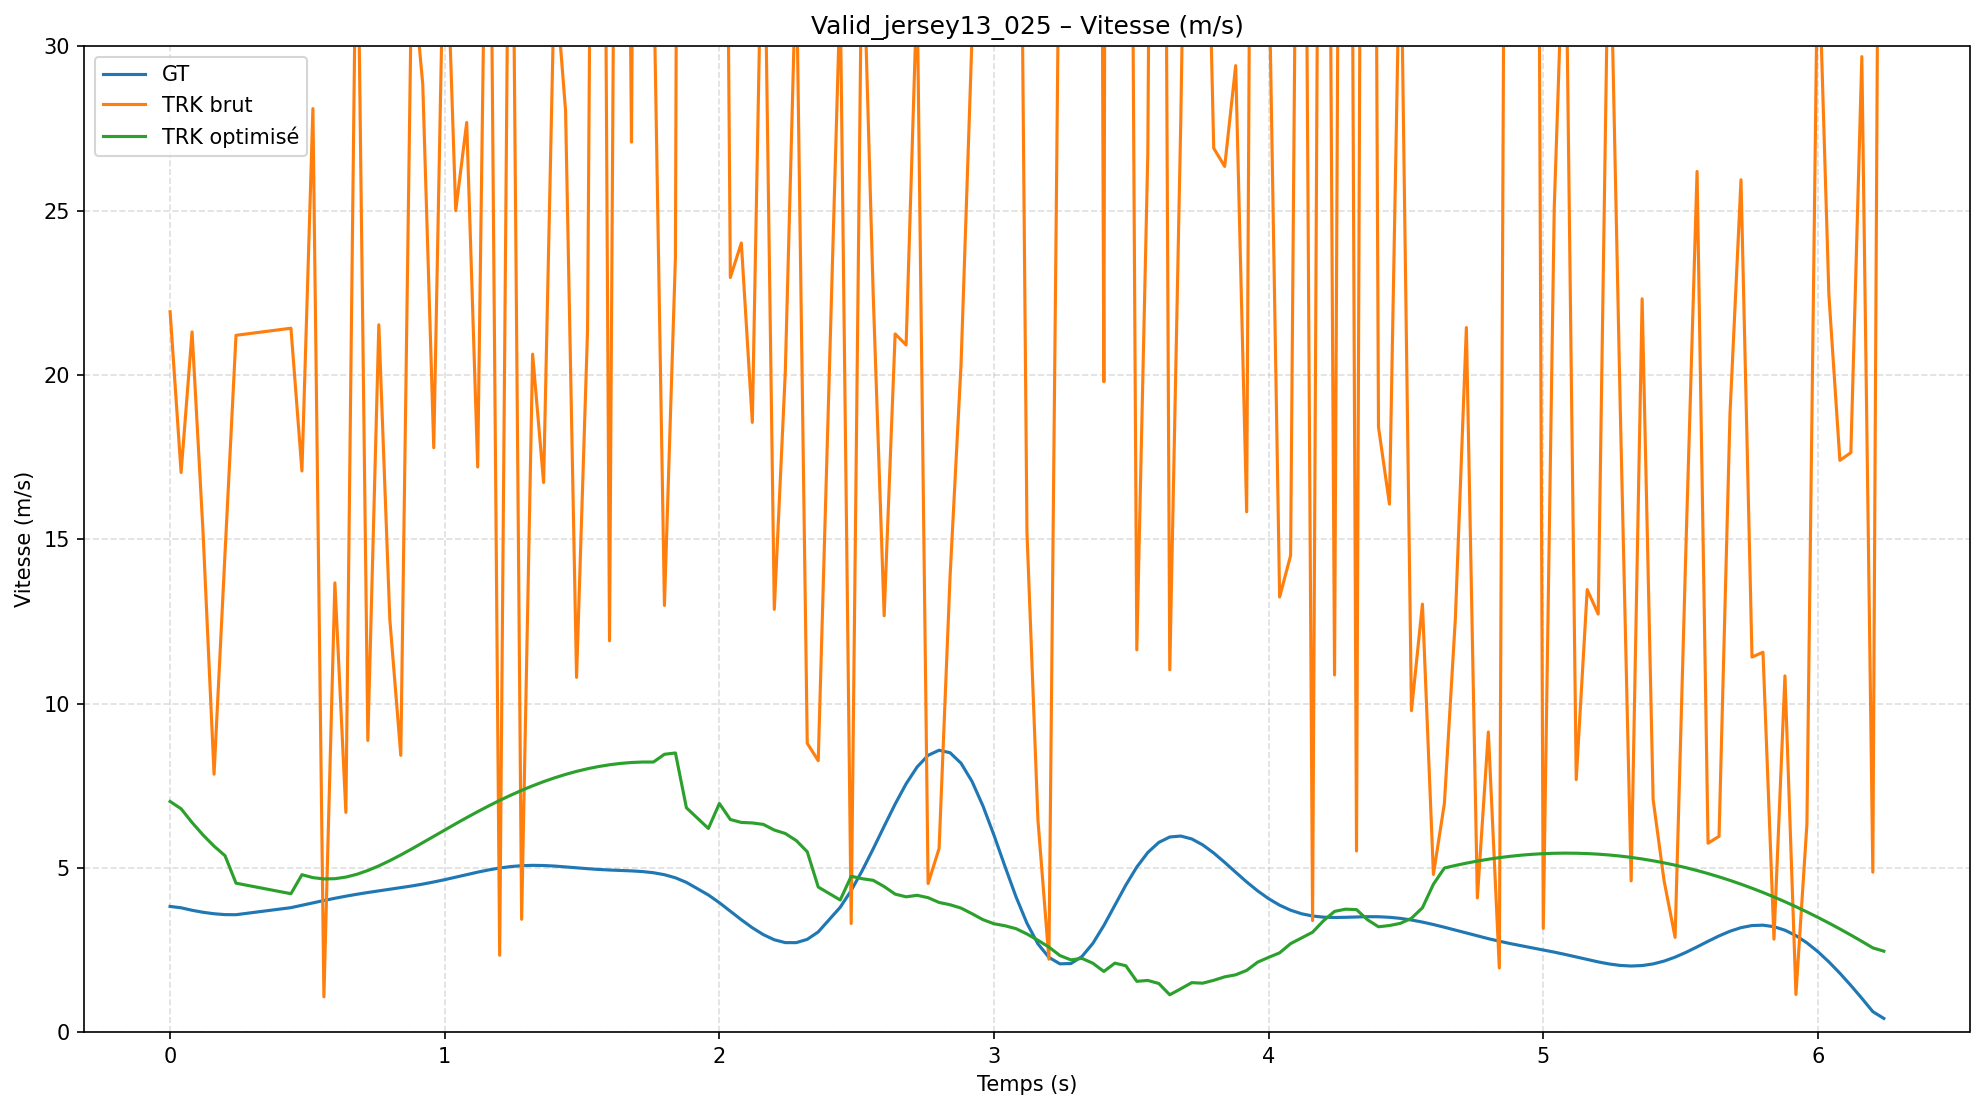 Valid_jersey13_025 – Vitesse (m/s)
GT
TRK brut
TRK optimisé
Vitesse (m/s)
30
25
20
15
10
5
0
0 1 2 3 4 5 6
Temps (s)